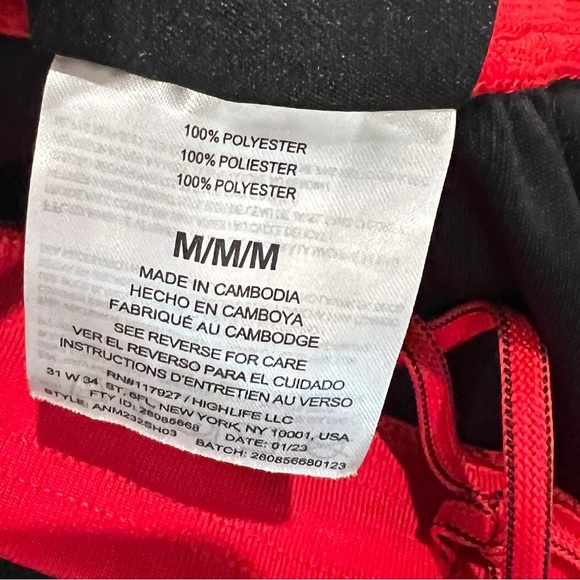 100% POLYESTER
100% POLIESTER
100% POLYESTER
M/M/M
MADE IN CAMBODIA
HECHO EN CAMBOYA
FABRIQUÉ AU CAMBODGE
SEE REVERSE FOR CARE
VER EL REVERSO PARA EL CUIDADO
INSTRUCTIONS D'ENTRETIEN AU VERSO
RN#117927 / HIGHLIFE LLC
31 W 34 ST, 6FL, NEW YORK, NY 10001, USA
FTY ID: 28085668 DATE: 01/23
STYLE: ANM232SH03 BATCH: 280856680123